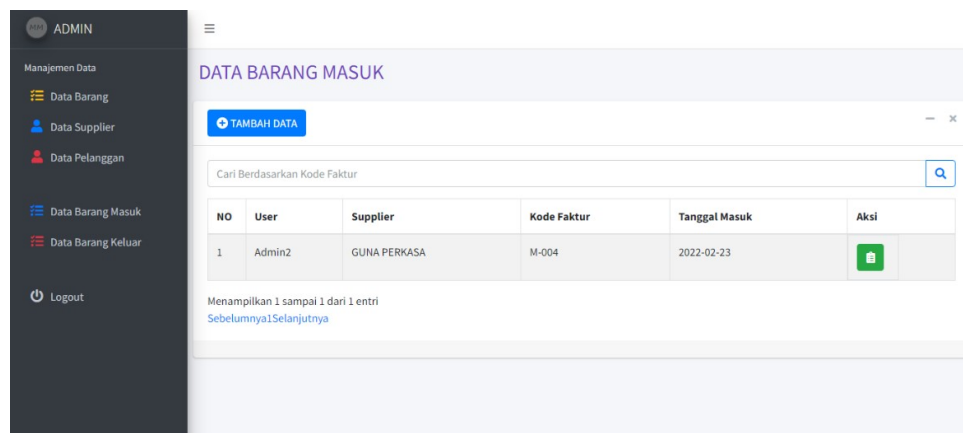 MM ADMIN
Manajemen Data
Data Barang
Data Supplier
Data Pelanggan
Data Barang Masuk
Data Barang Keluar
Logout
DATA BARANG MASUK
TAMBAH DATA
Cari Berdasarkan Kode Faktur
NO User Supplier Kode Faktur Tanggal Masuk Aksi
1 Admin2 GUNA PERKASA M-004 2022-02-23
Menampilkan 1 sampai 1 dari 1 entri
Sebelumnya1Selanjutnya